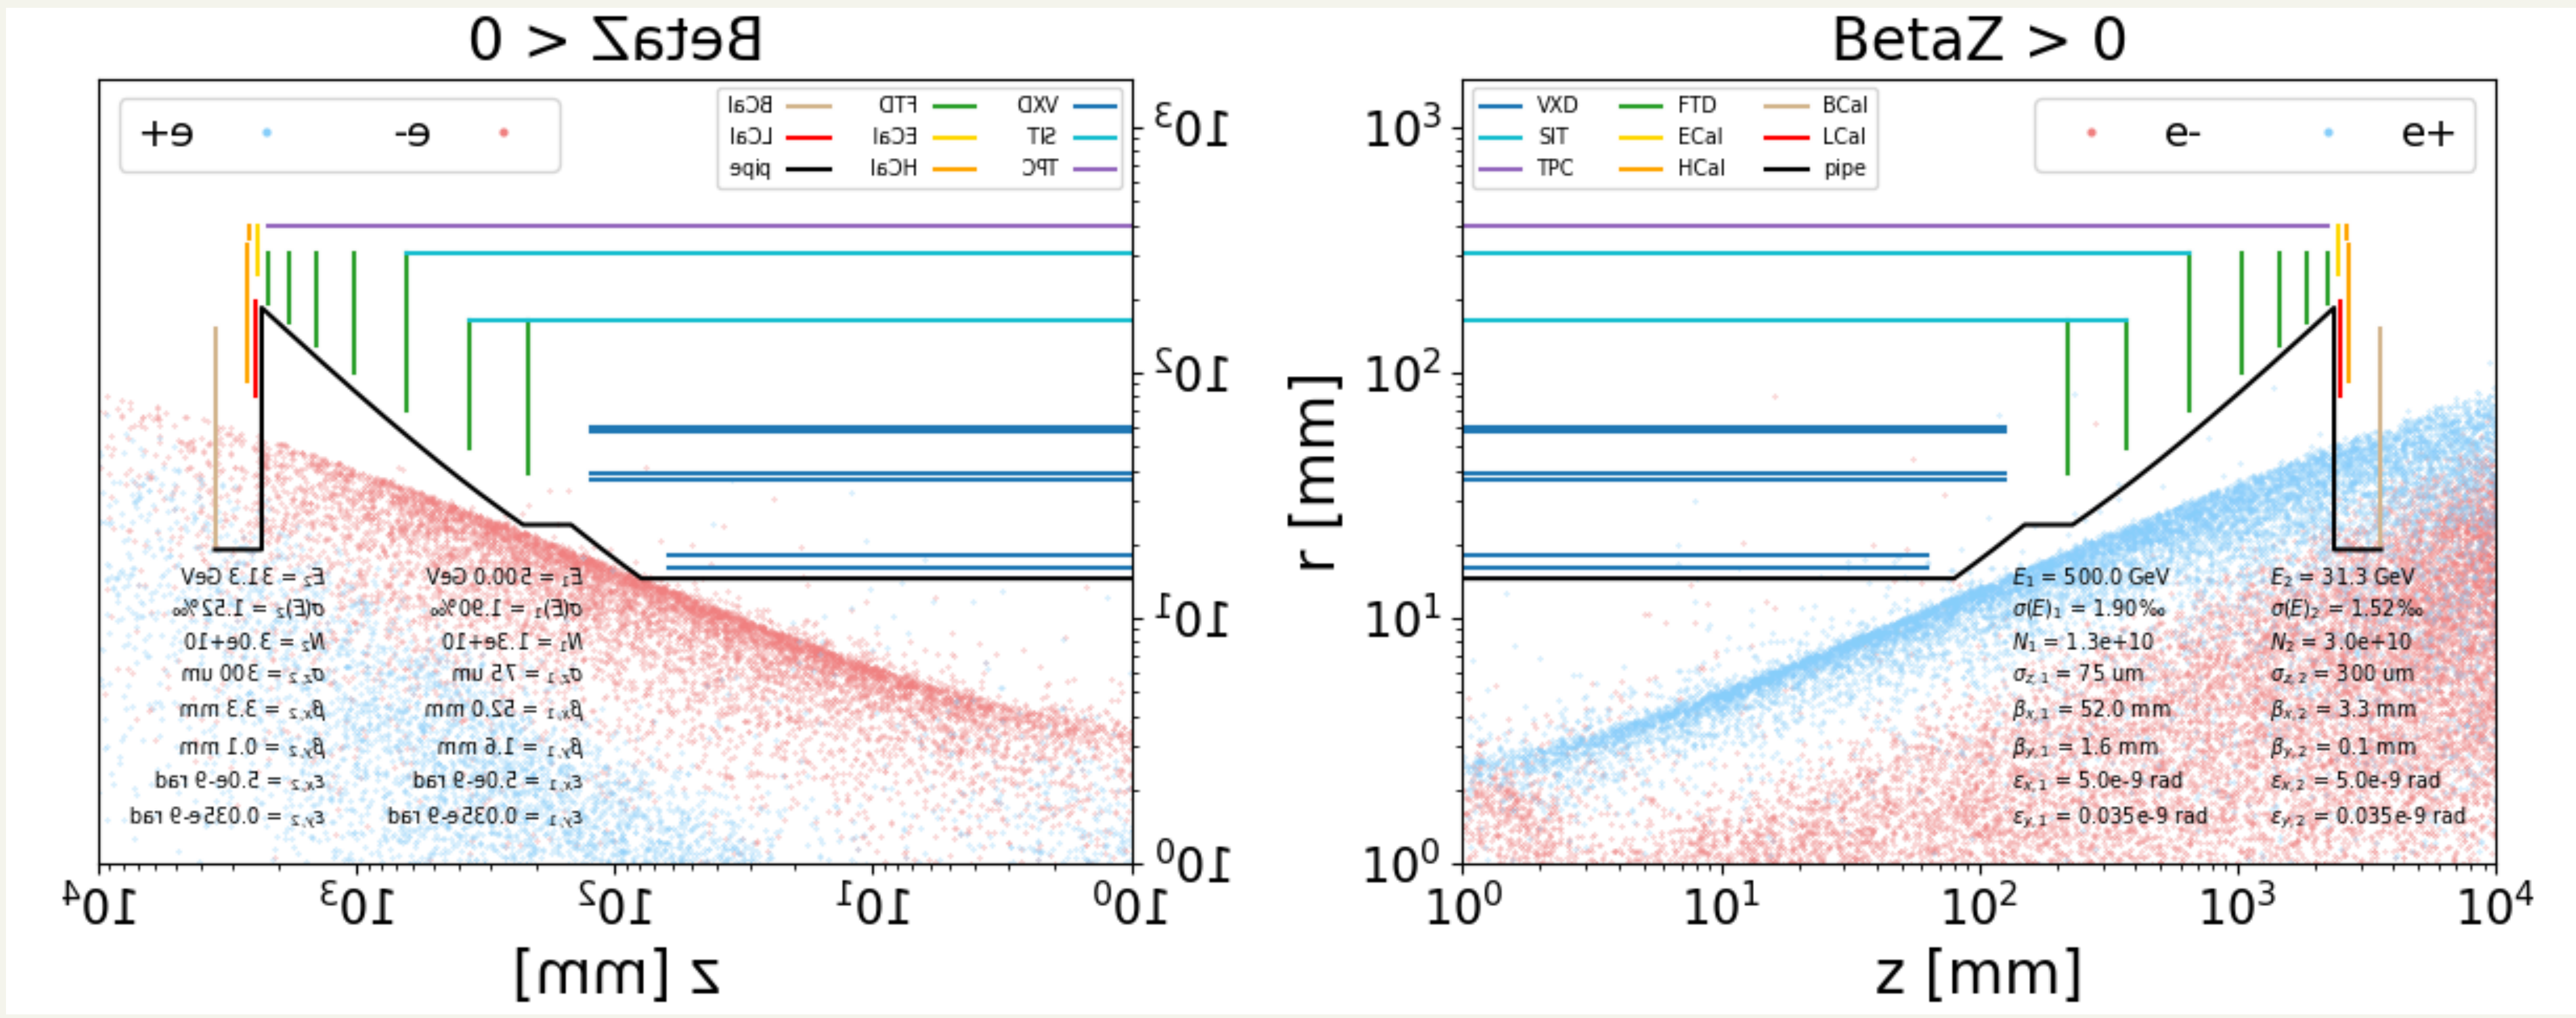 BetaZ < 0
e+ e-
BCal FTD VXD
LCal ECal SIT
pipe HCal TPC
10³
10²
10¹
10⁰
E₂ = 31.3 GeV E₁ = 500.0 GeV
σ(E)₂ = 1.52‰ σ(E)₁ = 1.90‰
N₂ = 3.0e+10 N₁ = 1.3e+10
σz,2 = 300 um σz,1 = 75 um
βx,2 = 3.3 mm βx,1 = 52.0 mm
βy,2 = 0.1 mm βy,1 = 1.6 mm
εx,2 = 5.0e-9 rad εx,1 = 5.0e-9 rad
εy,2 = 0.035e-9 rad εy,1 = 0.035e-9 rad
10⁴ 10³ 10² 10¹ 10⁰
z [mm]
BetaZ > 0
VXD FTD BCal
SIT ECal LCal
TPC HCal pipe
e- e+
r [mm]
10³
10²
10¹
10⁰
E₁ = 500.0 GeV E₂ = 31.3 GeV
σ(E)₁ = 1.90‰ σ(E)₂ = 1.52‰
N₁ = 1.3e+10 N₂ = 3.0e+10
σz,1 = 75 um σz,2 = 300 um
βx,1 = 52.0 mm βx,2 = 3.3 mm
βy,1 = 1.6 mm βy,2 = 0.1 mm
εx,1 = 5.0e-9 rad εx,2 = 5.0e-9 rad
εy,1 = 0.035e-9 rad εy,2 = 0.035e-9 rad
10⁰ 10¹ 10² 10³ 10⁴
z [mm]